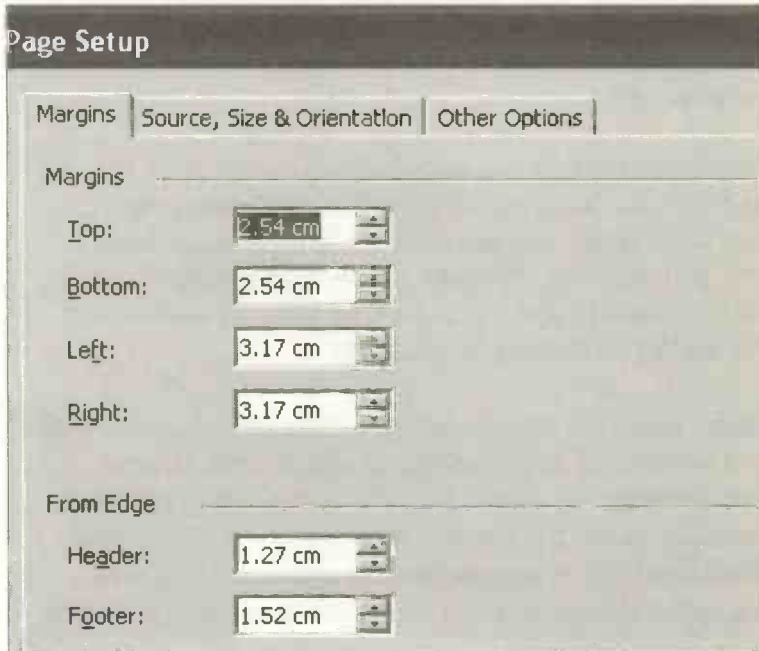 Page Setup
Margins Source, Size & Orientation Other Options
Margins
Top: 2.54 cm
Bottom: 2.54 cm
Left: 3.17 cm
Right: 3.17 cm
From Edge
Header: 1.27 cm
Footer: 1.52 cm